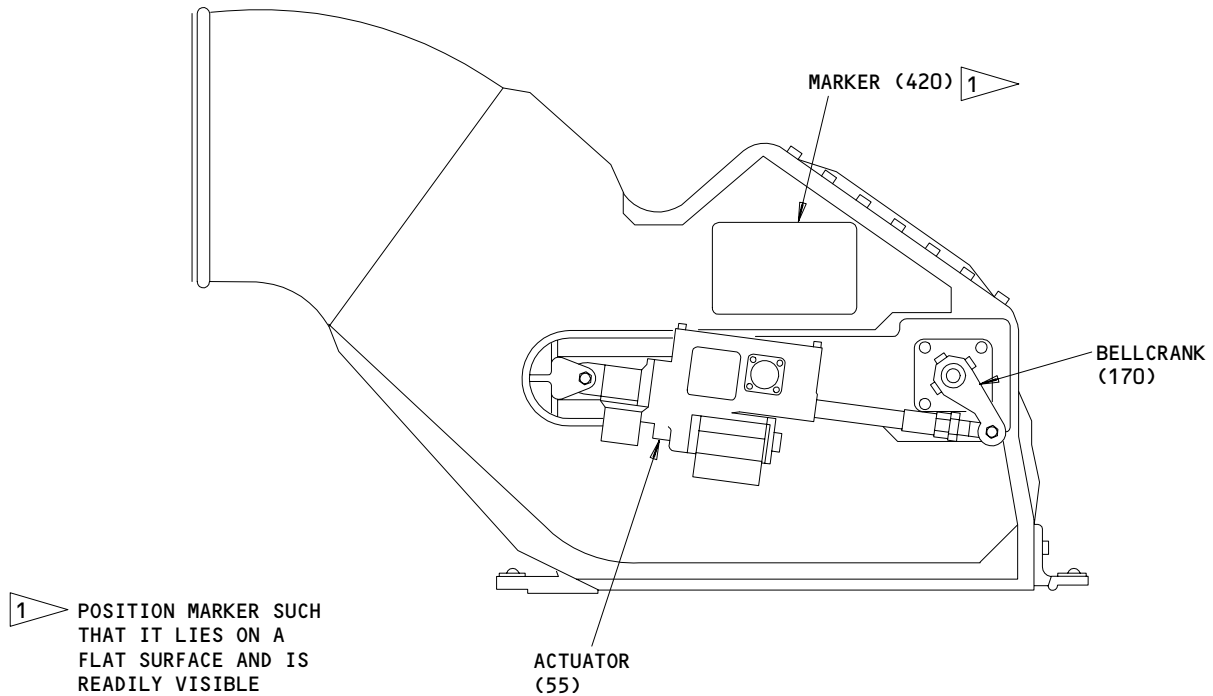 MARKER (420) 1
BELLCRANK
(170)
1 POSITION MARKER SUCH
THAT IT LIES ON A
FLAT SURFACE AND IS
READILY VISIBLE
ACTUATOR
(55)